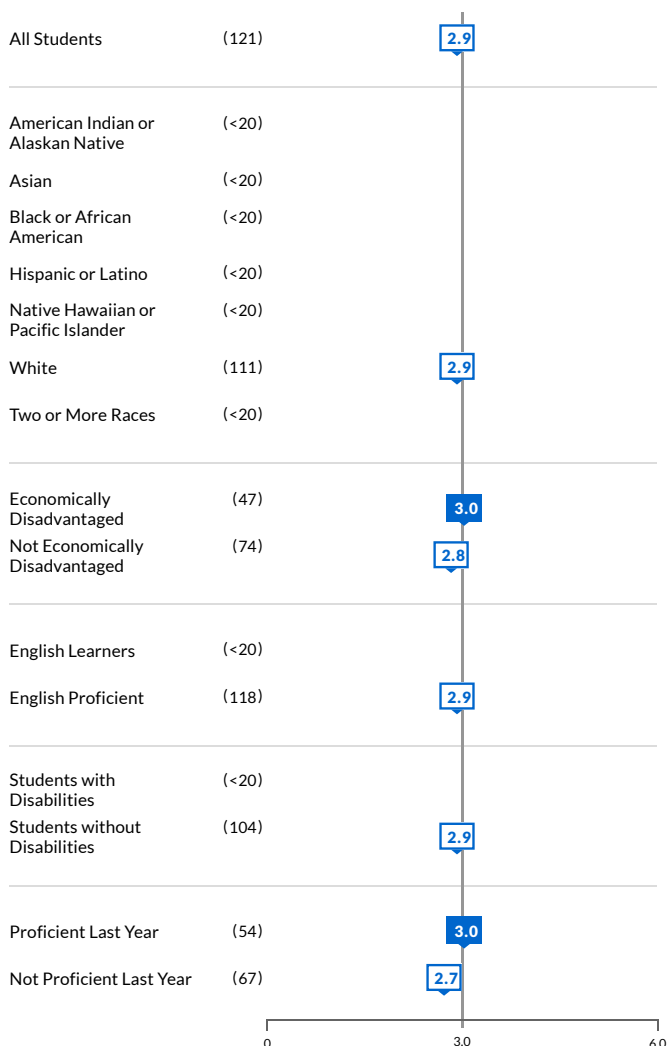 All Students (121) 2.9
American Indian or (<20)
Alaskan Native
Asian (<20)
Black or African (<20)
American
Hispanic or Latino (<20)
Native Hawaiian or (<20)
Pacific Islander
White (111) 2.9
Two or More Races (<20)
Economically (47) 3.0
Disadvantaged
Not Economically (74) 2.8
Disadvantaged
English Learners (<20)
English Proficient (118) 2.9
Students with (<20)
Disabilities
Students without (104) 2.9
Disabilities
Proficient Last Year (54) 3.0
Not Proficient Last Year (67) 2.7
0 3.0 6.0